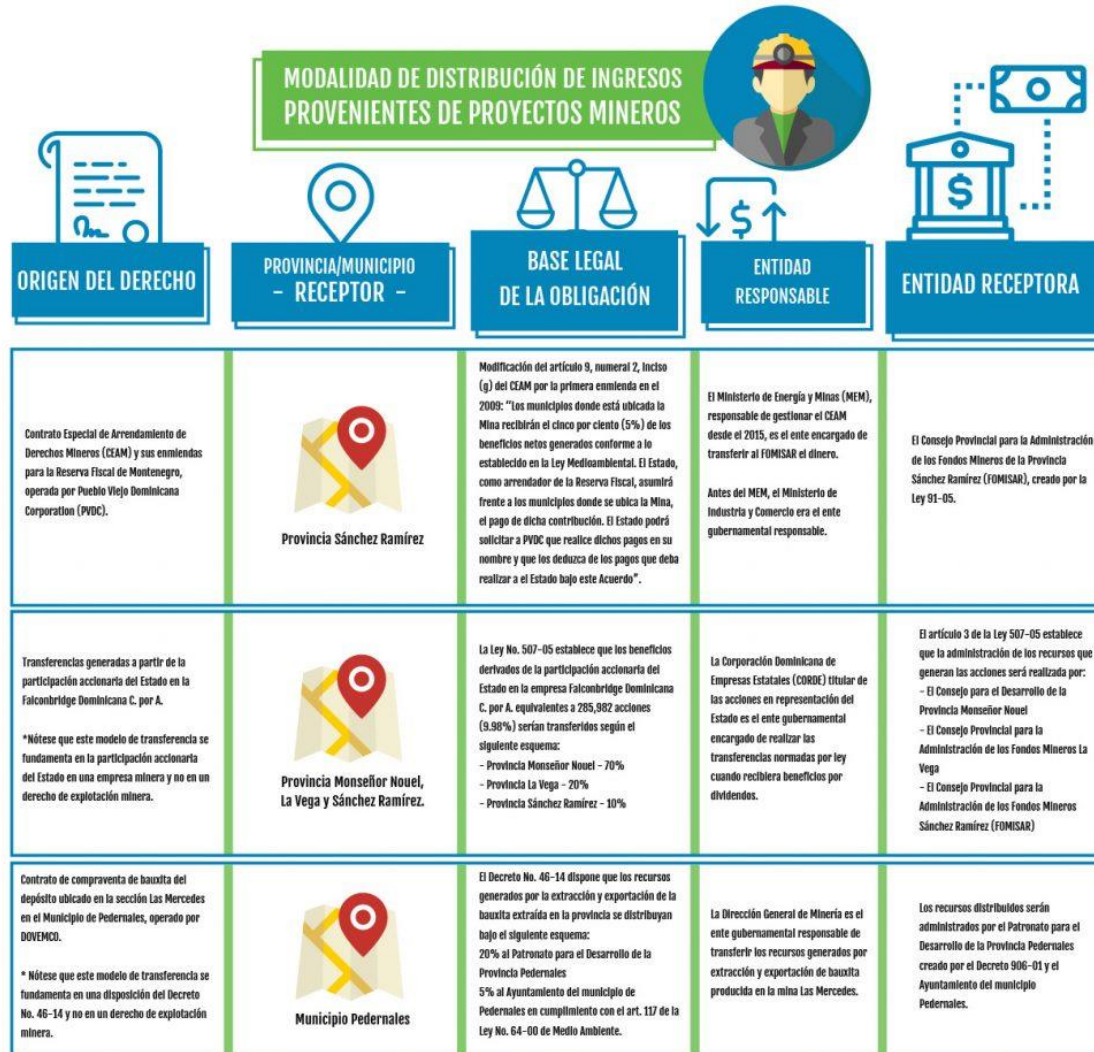 MODALIDAD DE DISTRIBUCIÓN DE INGRESOS
PROVENIENTES DE PROYECTOS MINEROS
ORIGEN DEL DERECHO
PROVINCIA/MUNICIPIO
- RECEPTOR -
BASE LEGAL
DE LA OBLIGACIÓN
ENTIDAD
RESPONSABLE
$
$
ENTIDAD RECEPTORA
Contrato Especial de Arrendamiento de
Derechos Mineros (CEAM) y sus enmiendas
para la Reserva Fiscal de Montenegro,
operada por Pueblo Viejo Dominicana
Corporation (PVDC).
Provincia Sánchez Ramírez
Modificación del artículo 9, numeral 2, Inciso
(g) del CEAM por la primera enmienda en el
2009: "Los municipios donde está ubicada la
Mina recibirán el cinco por ciento (5%) de los
beneficios netos generados conforme a lo
establecido en la Ley Medioambiental. El Estado,
como arrendador de la Reserva Fiscal, asumirá
frente a los municipios donde se ubica la Mina,
el pago de dicha contribución. El Estado podrá
solicitar a PVDC que realice dichos pagos en su
nombre y que los deduzca de los pagos que deba
realizar a el Estado bajo este Acuerdo".
El Ministerio de Energía y Minas (MEM),
responsable de gestionar el CEAM
desde el 2015, es el ente encargado de
transferir al FOMISAR el dinero.
Antes del MEM, el Ministerio de
Industria y Comercio era el ente
gubernamental responsable.
El Consejo Provincial para la Administración
de los Fondos Mineros de la Provincia
Sánchez Ramírez (FOMISAR), creado por la
Ley 91-05.
Transferencias generadas a partir de la
participación accionaria del Estado en la
Falconbridge Dominicana C. por A.
*Nótese que este modelo de transferencia se
fundamenta en la participación accionaria
del Estado en una empresa minera y no en un
derecho de explotación minera.
Provincia Monseñor Nouel,
La Vega y Sánchez Ramírez.
La Ley No. 507-05 establece que los beneficios
derivados de la participación accionaria del
Estado en la empresa Falconbridge Dominicana
C. por A. equivalentes a 285,982 acciones
(9.98%) serían transferidos según el
siguiente esquema:
- Provincia Monseñor Nouel - 70%
- Provincia La Vega - 20%
- Provincia Sánchez Ramírez - 10%
La Corporación Dominicana de
Empresas Estatales (CORDE) titular de
las acciones en representación del
Estado es el ente gubernamental
encargado de realizar las
transferencias normadas por ley
cuando recibiera beneficios por
dividendos.
El artículo 3 de la Ley 507-05 establece
que la administración de los recursos que
generan las acciones será realizada por:
- El Consejo para el Desarrollo de la
Provincia Monseñor Nouel
- El Consejo Provincial para la
Administración de los Fondos Mineros La
Vega
- El Consejo Provincial para la
Administración de los Fondos Mineros
Sánchez Ramírez (FOMISAR)
Contrato de compraventa de bauxita del
depósito ubicado en la sección Las Mercedes
en el Municipio de Pedernales, operado por
DOVEMCO.
* Nótese que este modelo de transferencia se
fundamenta en una disposición del Decreto
No. 46-14 y no en un derecho de explotación
minera.
Municipio Pedernales
El Decreto No. 46-14 dispone que los recursos
generados por la extracción y exportación de la
bauxita extraída en la provincia se distribuyan
bajo el siguiente esquema:
20% al Patronato para el Desarrollo de la
Provincia Pedernales
5% al Ayuntamiento del municipio de
Pedernales en cumplimiento con el art. 117 de la
Ley No. 64-00 de Medio Ambiente.
La Dirección General de Minería es el
ente gubernamental responsable de
transferir los recursos generados por
extracción y exportación de bauxita
producida en la mina Las Mercedes.
Los recursos distribuidos serán
administrados por el Patronato para el
Desarrollo de la Provincia Pedernales
creado por el Decreto 906-01 y el
Ayuntamiento del municipio
Pedernales.